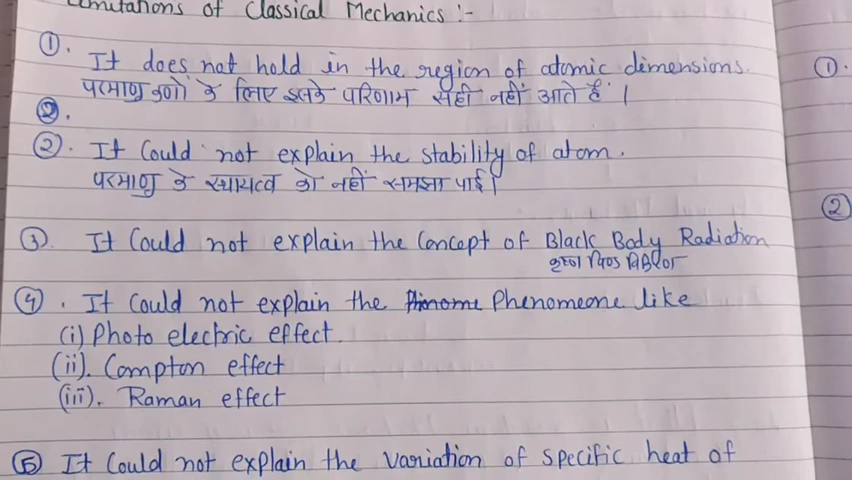 Limitations of Classical Mechanics :-
①. It does not hold in the region of atomic dimensions.
परमाणु कणों के लिए इसके परिणाम सही नहीं आते हैं।
②.
②. It Could not explain the stability of atom.
परमाणु के स्थायत्व को नहीं समझा पाई।
③. It Could not explain the Concept of Black Body Radiation
कृष्ण पिण्ड विकिरण
④. It Could not explain the Phenomeone like
(i) Photo electric effect.
(ii). Compton effect
(iii). Raman effect
⑤ It Could not explain the variation of specific heat of
①.
②